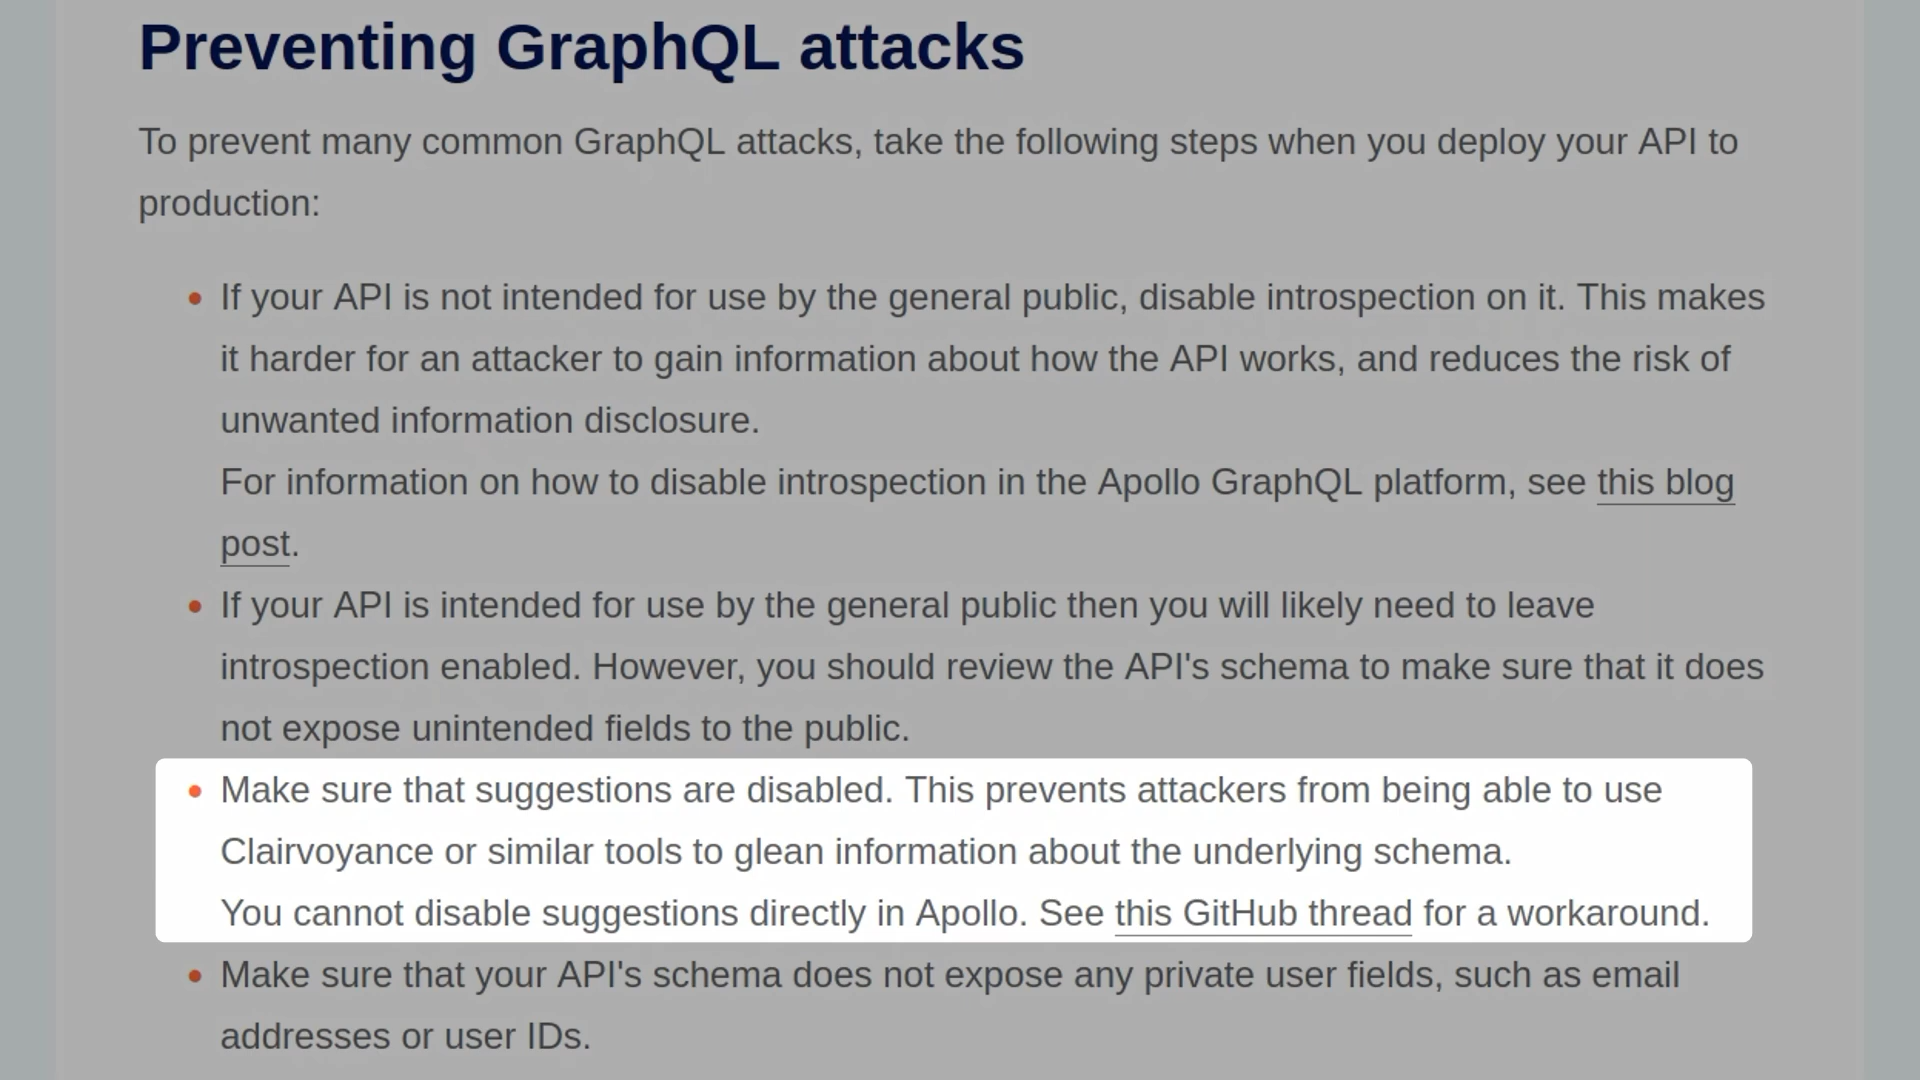 Preventing GraphQL attacks
To prevent many common GraphQL attacks, take the following steps when you deploy your API to
production:
• If your API is not intended for use by the general public, disable introspection on it. This makes
it harder for an attacker to gain information about how the API works, and reduces the risk of
unwanted information disclosure.
For information on how to disable introspection in the Apollo GraphQL platform, see this blog
post.
• If your API is intended for use by the general public then you will likely need to leave
introspection enabled. However, you should review the API's schema to make sure that it does
not expose unintended fields to the public.
• Make sure that suggestions are disabled. This prevents attackers from being able to use
Clairvoyance or similar tools to glean information about the underlying schema.
You cannot disable suggestions directly in Apollo. See this GitHub thread for a workaround.
• Make sure that your API's schema does not expose any private user fields, such as email
addresses or user IDs.